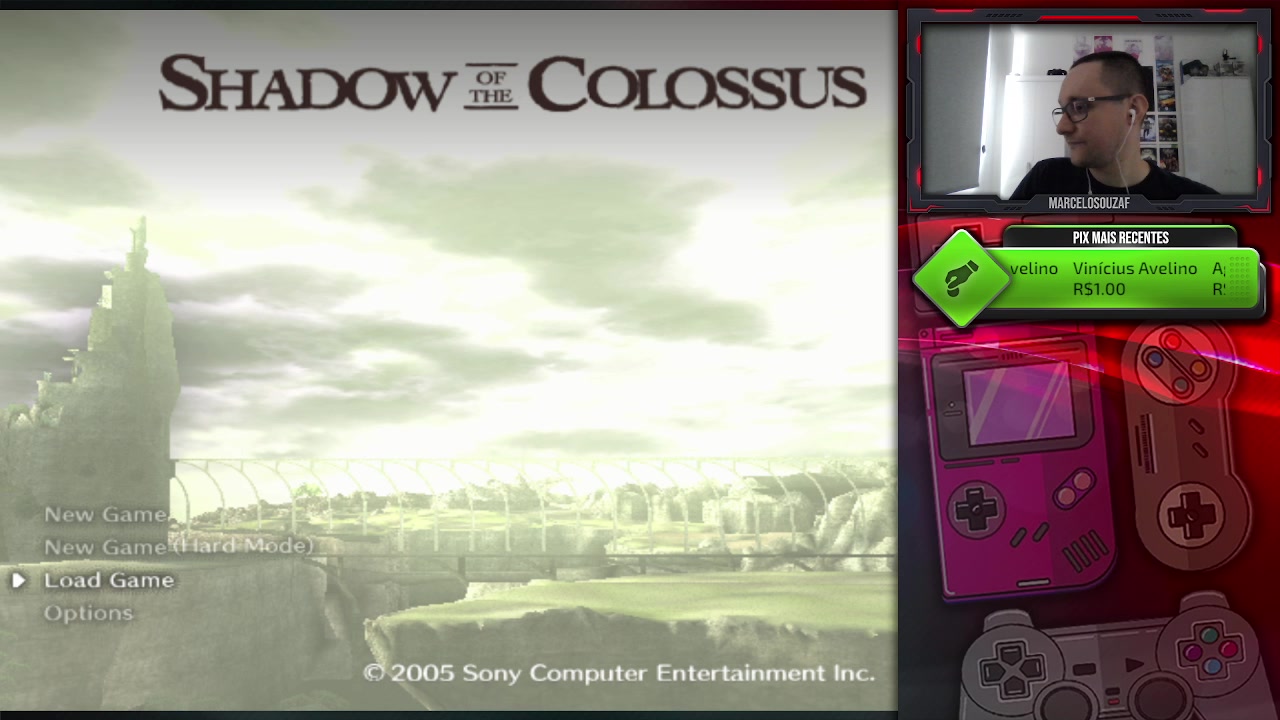 SHADOW OF THE COLOSSUS
New Game
New Game (Hard Mode)
Load Game
Options
© 2005 Sony Computer Entertainment Inc.
MARCELOSOUZAF
PIX MAIS RECENTES
velino Vinícius Avelino
R$1.00